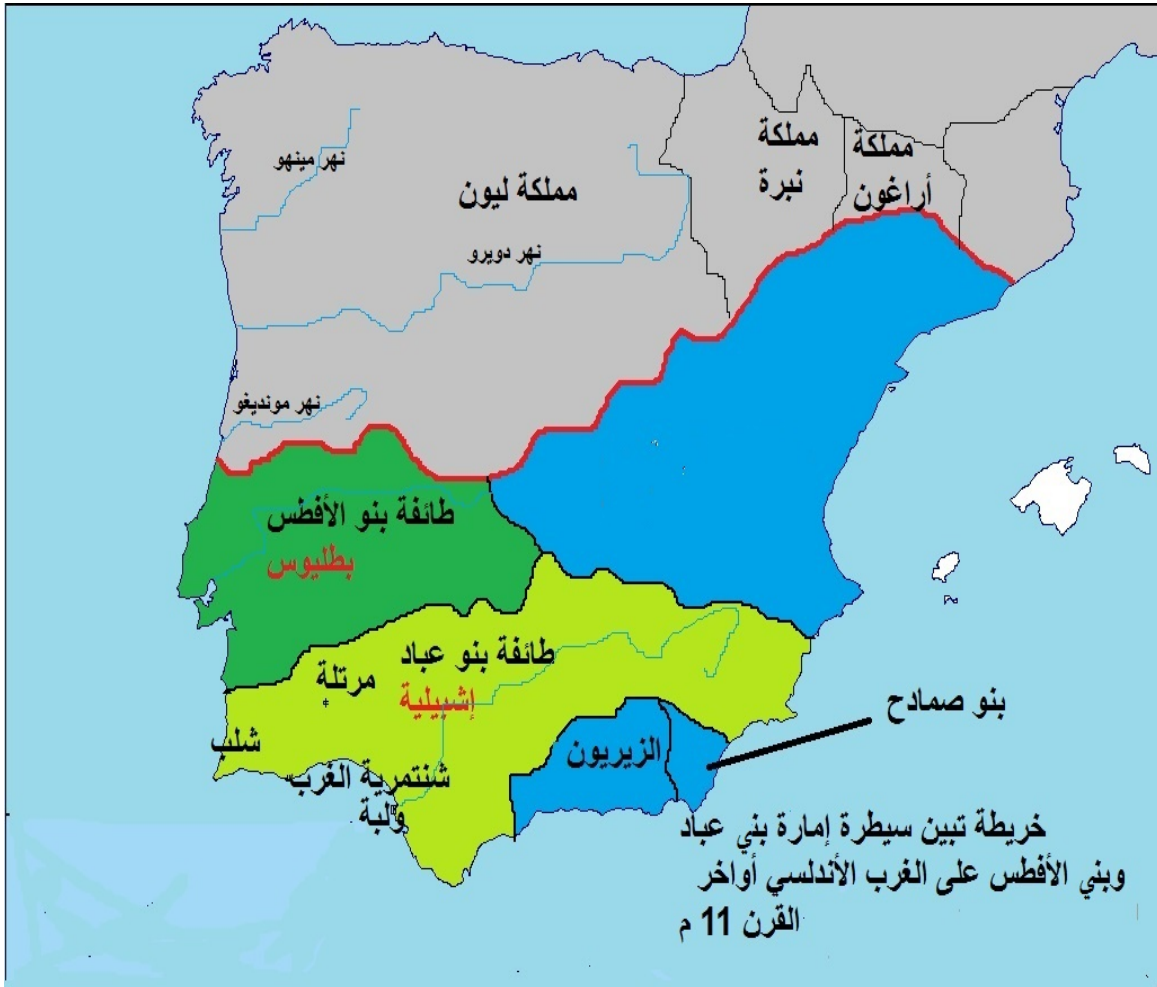 مملكة
نبرة
مملكة
أراغون
مملكة ليون
نهر مينهو
نهر دويرو
نهر مونديغو
طائفة بنو الأفطس
بطليوس
طائفة بنو عباد
إشبيلية
مرتلة
شلب
شنتمرية الغرب
ولبة
الزيريون
بنو صمادح
خريطة تبين سيطرة إمارة بني عباد
وبني الأفطس على الغرب الأندلسي أواخر
القرن 11 م